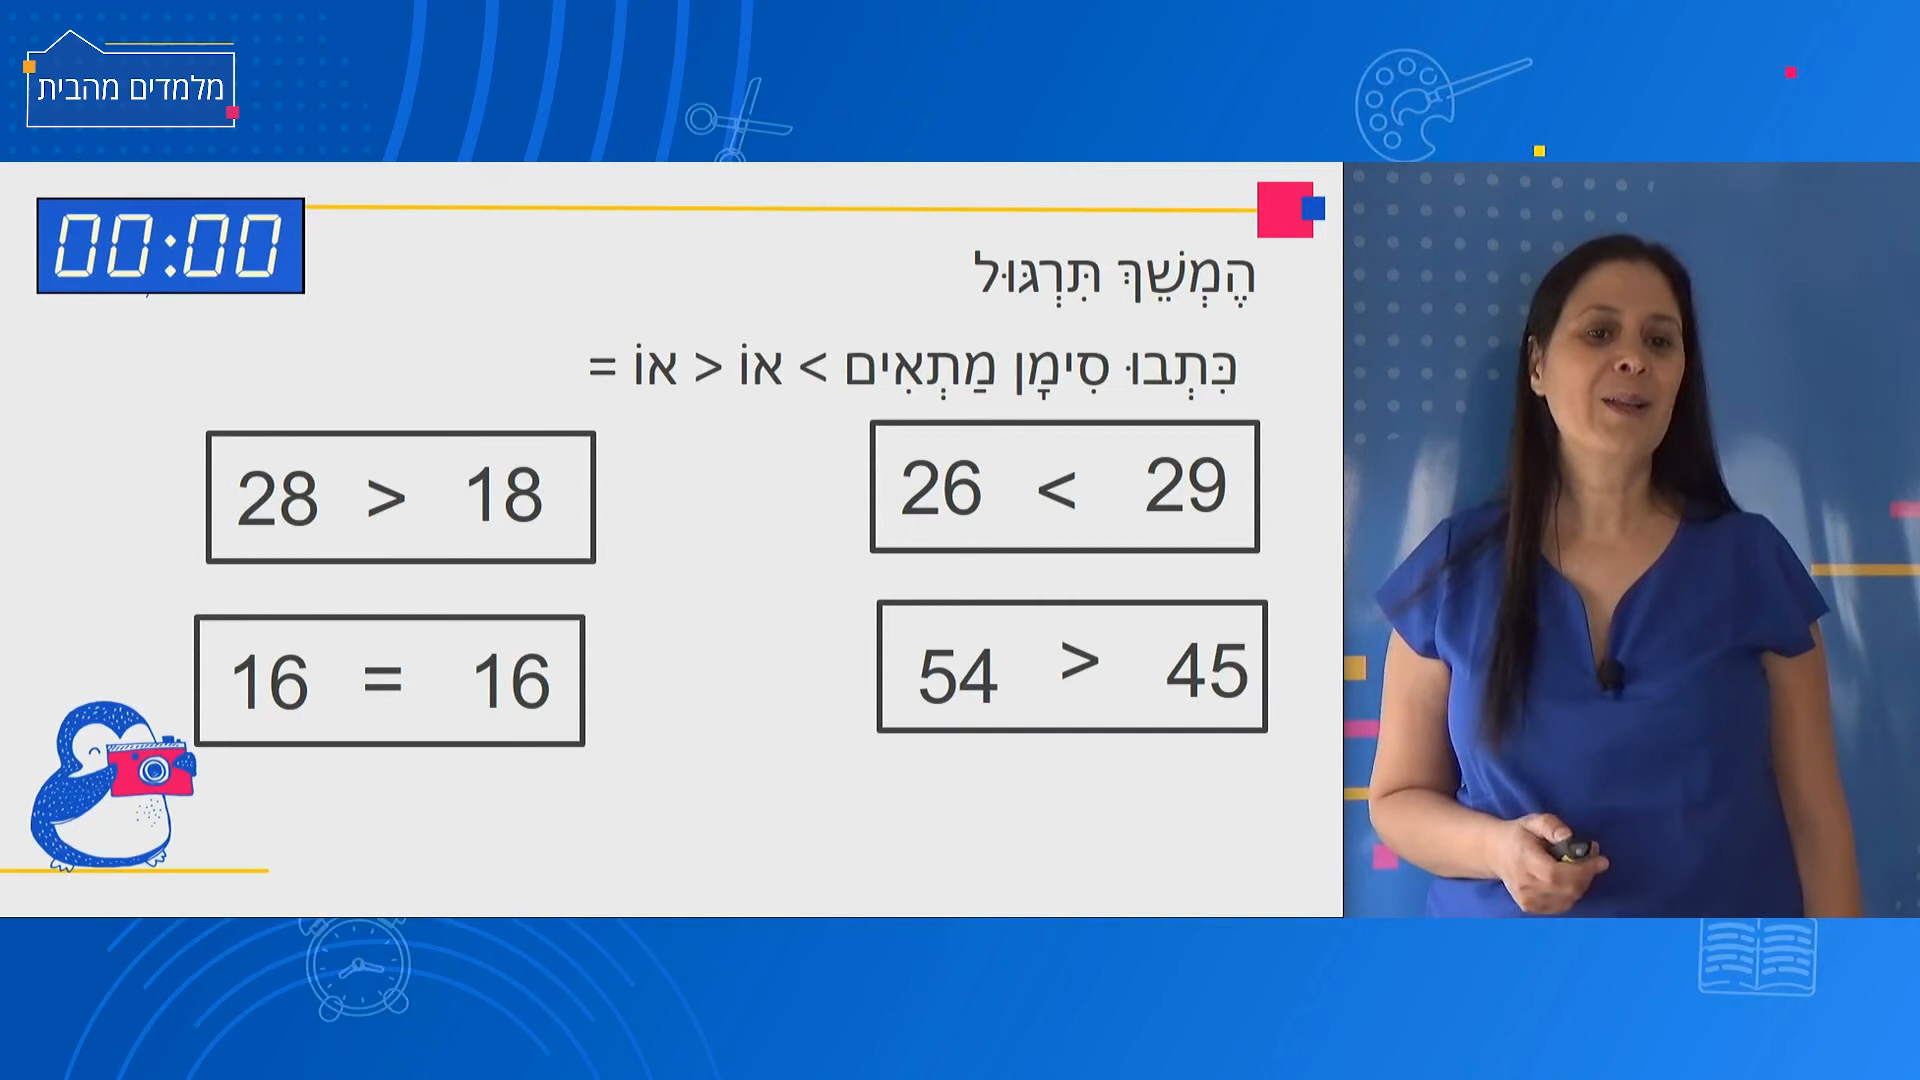 מלמדים מהבית
00:00
הֶמְשֵׁךְ תִּרְגּוּל
כִּתְבוּ סִימָן מַתְאִים > אוֹ < אוֹ =
26 < 29
28 > 18
54 > 45
16 = 16